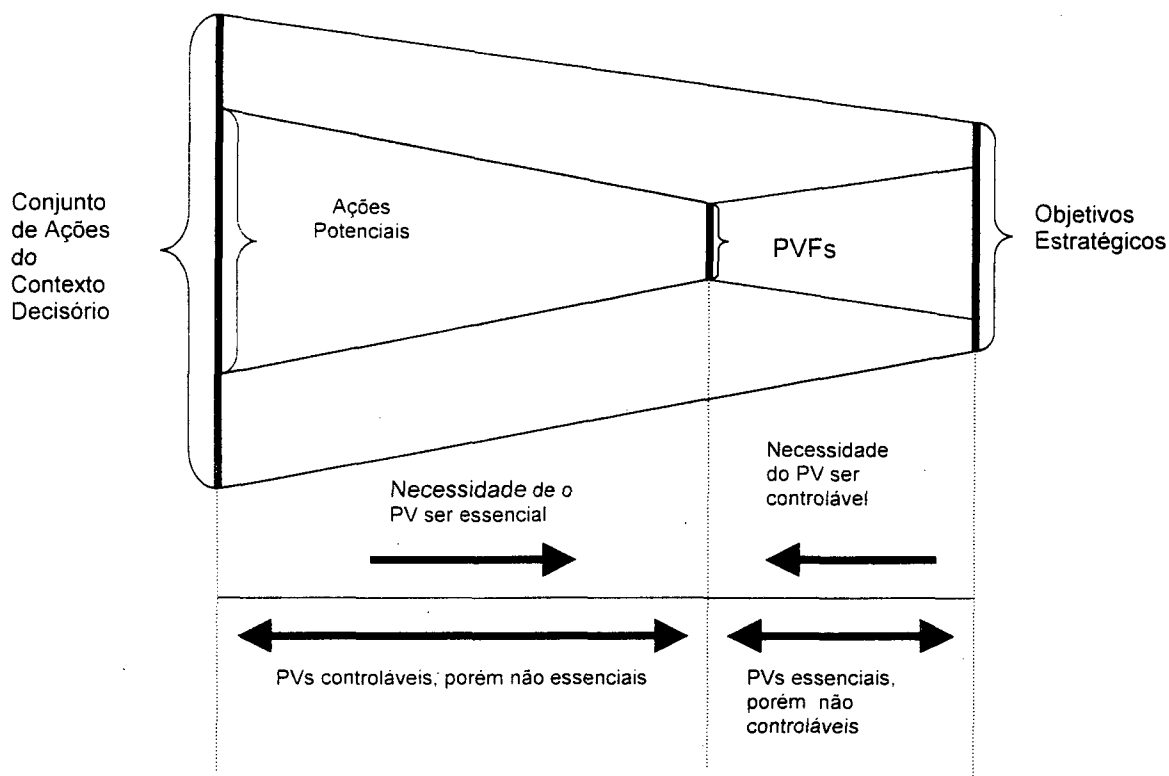 Conjunto
de Ações
do
Contexto
Decisório
Ações
Potenciais
PVFs
Objetivos
Estratégicos
Necessidade de o
PV ser essencial
Necessidade
do PV ser
controlável
PVs controláveis, porém não essenciais
PVs essenciais,
porém não
controláveis